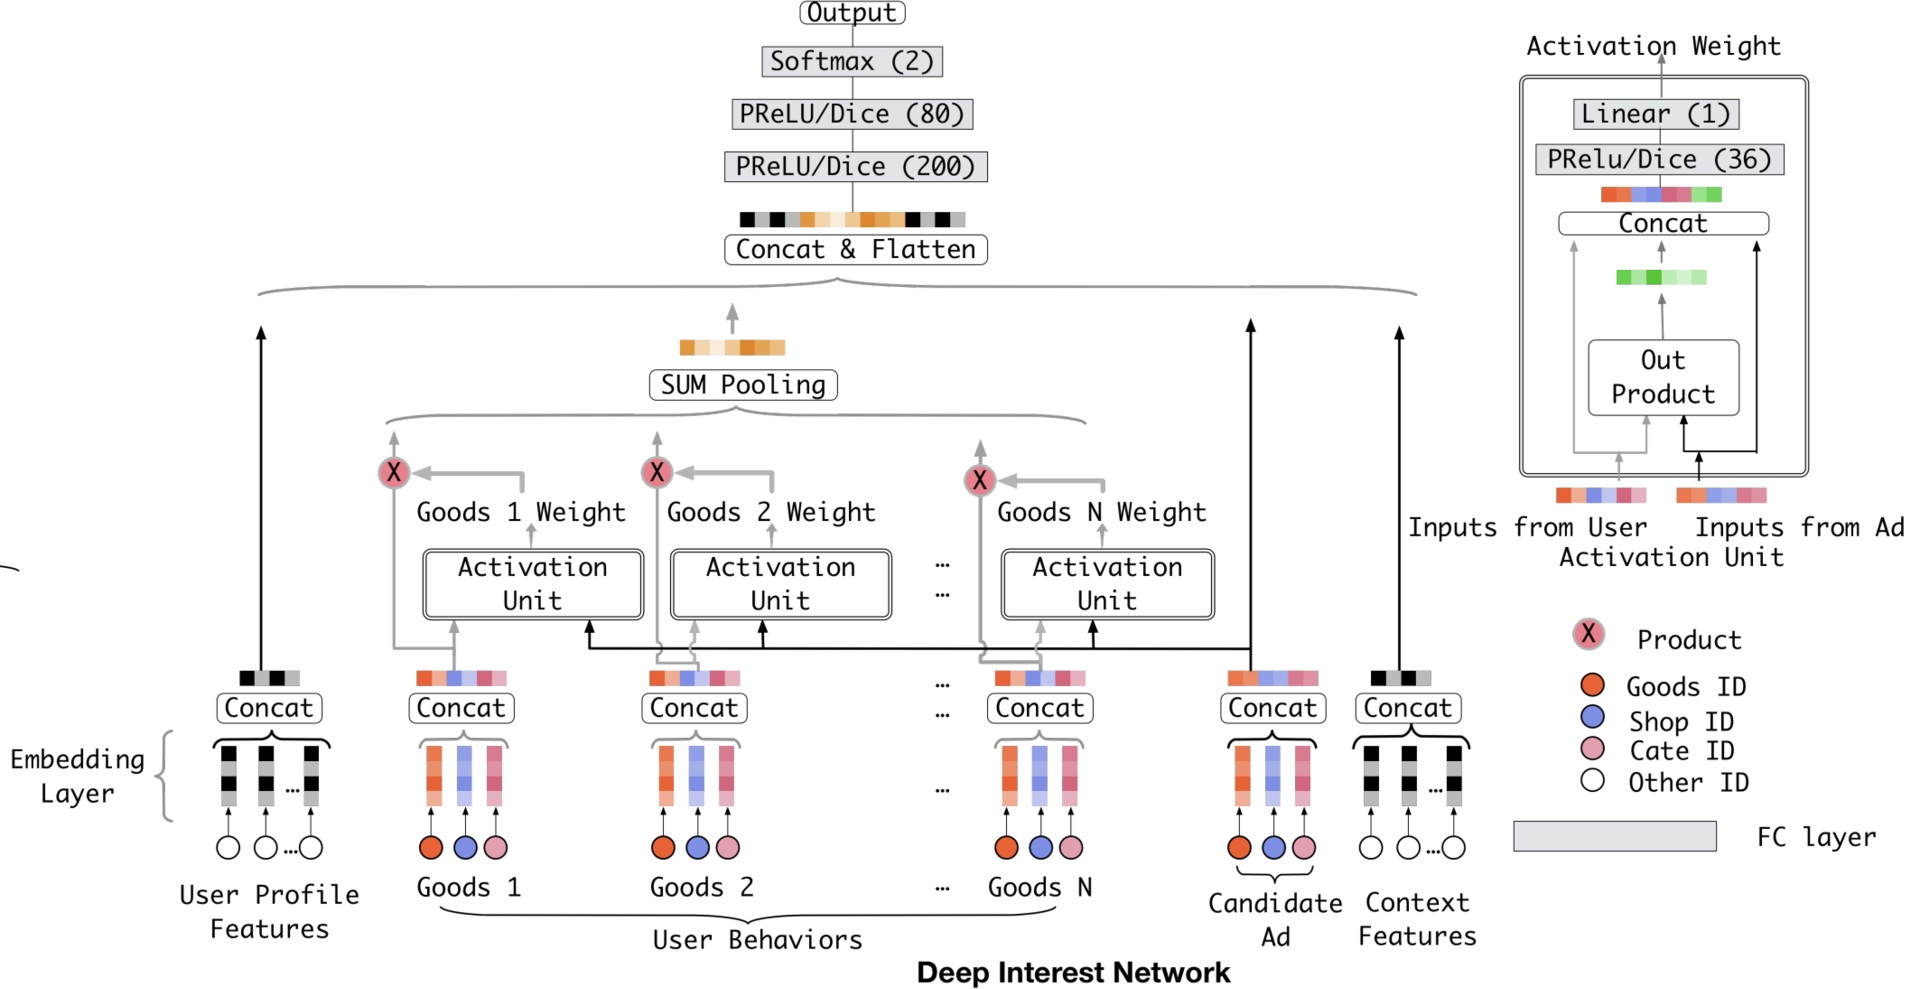 Output
Softmax (2)
PReLU/Dice (80)
PReLU/Dice (200)
Concat & Flatten
SUM Pooling
X
X
X
Goods 1 Weight
Goods 2 Weight
Goods N Weight
Activation
Unit
Activation
Unit
...
...
Activation
Unit
Concat
Concat
Concat
...
...
Concat
Concat
Concat
Embedding
Layer
...
...
...
...
...
User Profile
Features
Goods 1
Goods 2
...
Goods N
User Behaviors
Candidate
Ad
Context
Features
Deep Interest Network
Activation Weight
Linear (1)
PRelu/Dice (36)
Concat
Out
Product
Inputs from User
Inputs from Ad
Activation Unit
X
Product
Goods ID
Shop ID
Cate ID
Other ID
FC layer